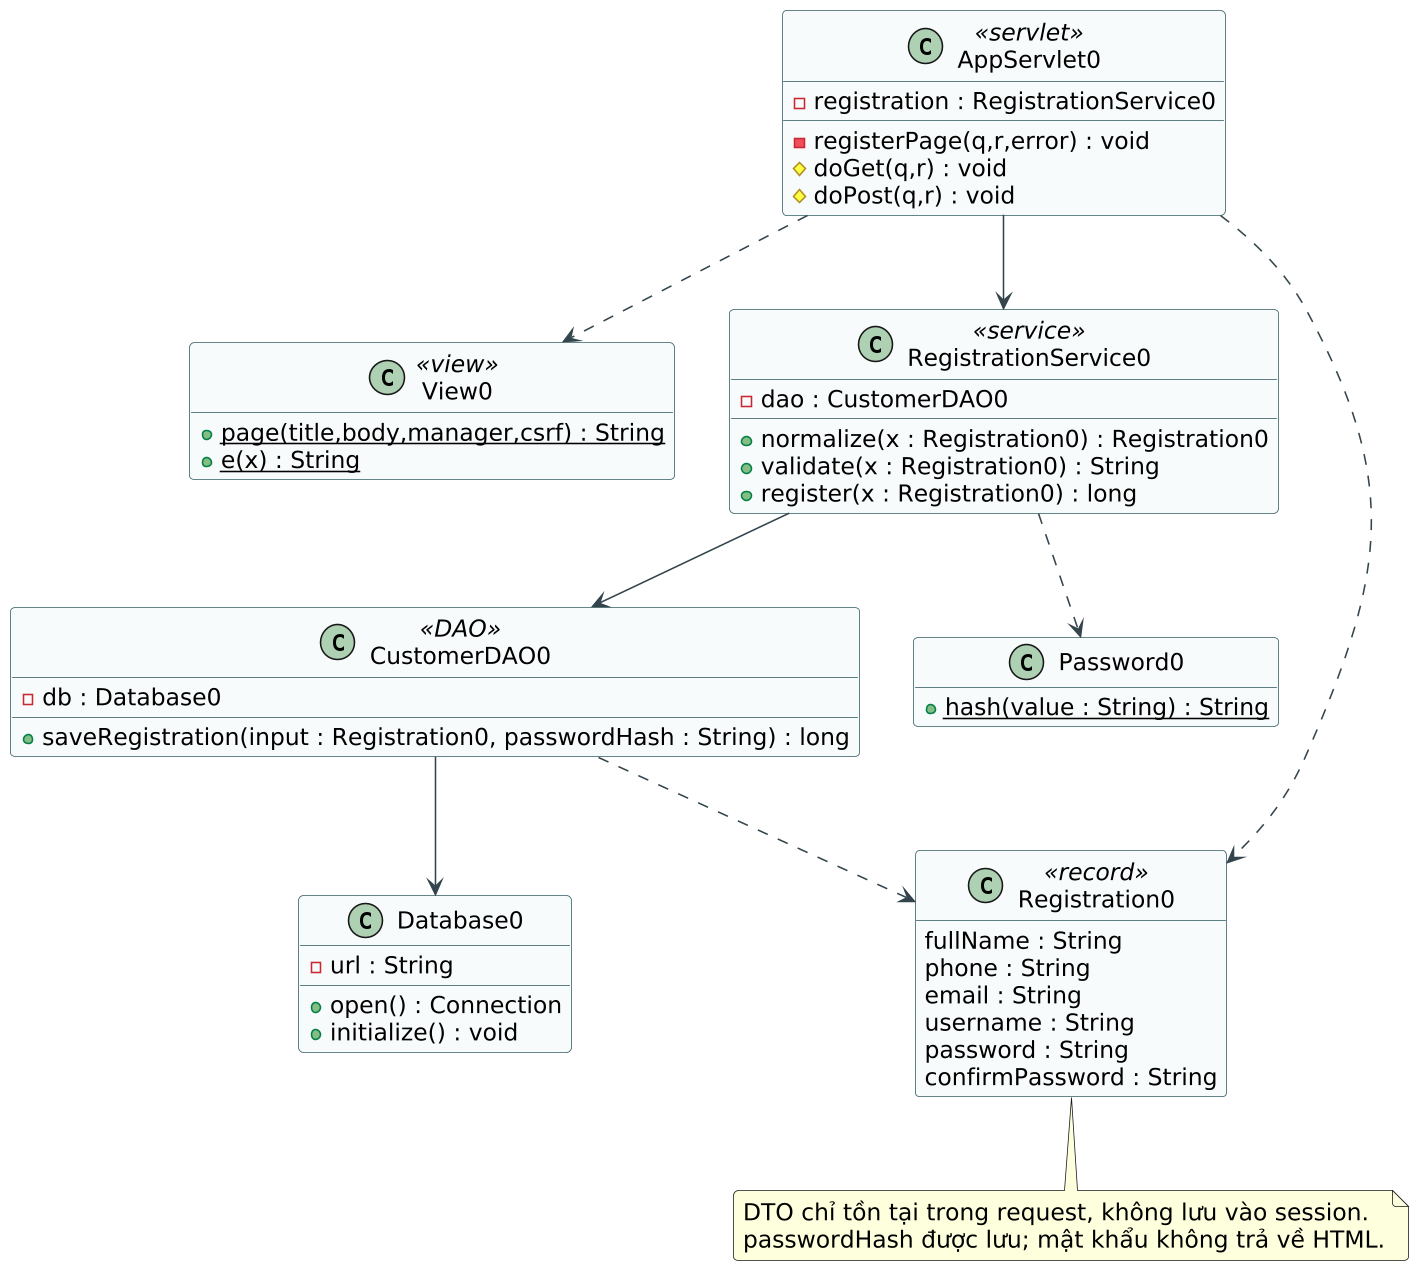 C
«servlet»
AppServlet0
registration : RegistrationService0
registerPage(q,r,error) : void
doGet(q,r) : void
doPost(q,r) : void
C
«view»
View0
page(title,body,manager,csrf) : String
e(x) : String
C
«service»
RegistrationService0
dao : CustomerDAO0
normalize(x : Registration0) : Registration0
validate(x : Registration0) : String
register(x : Registration0) : long
C
«DAO»
CustomerDAO0
db : Database0
saveRegistration(input : Registration0, passwordHash : String) : long
C
Password0
hash(value : String) : String
C
Database0
url : String
open() : Connection
initialize() : void
C
«record»
Registration0
fullName : String
phone : String
email : String
username : String
password : String
confirmPassword : String
DTO chỉ tồn tại trong request, không lưu vào session.
passwordHash được lưu; mật khẩu không trả về HTML.